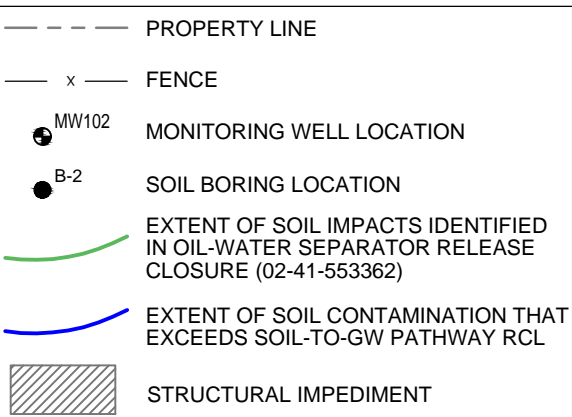 PROPERTY LINE
x FENCE
MW102
MONITORING WELL LOCATION
B-2
SOIL BORING LOCATION
EXTENT OF SOIL IMPACTS IDENTIFIED
IN OIL-WATER SEPARATOR RELEASE
CLOSURE (02-41-553362)
EXTENT OF SOIL CONTAMINATION THAT
EXCEEDS SOIL-TO-GW PATHWAY RCL
STRUCTURAL IMPEDIMENT